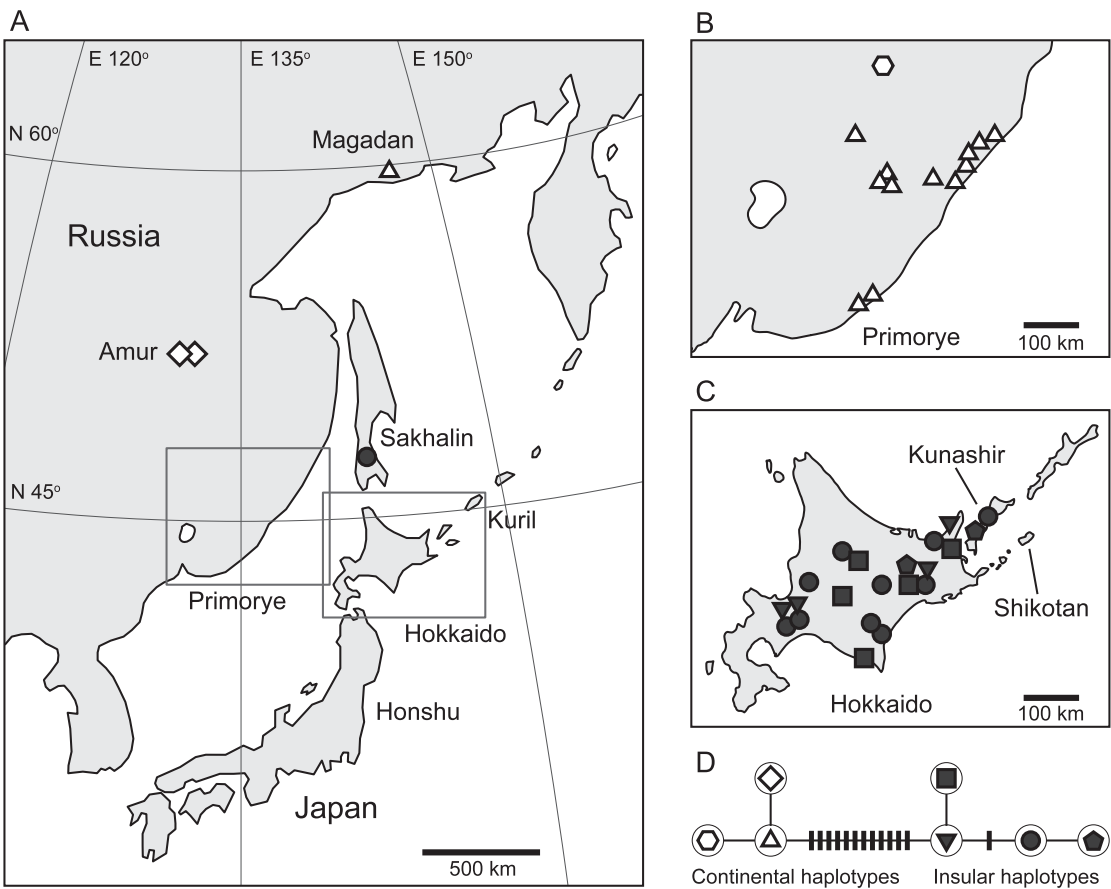 A
E 120°
E 135°
E 150°
N 60°
Magadan
Russia
Amur
Sakhalin
N 45°
Kuril
Primorye
Hokkaido
Honshu
Japan
500 km
B
Primorye
100 km
C
Kunashir
Shikotan
Hokkaido
100 km
D
Continental haplotypes
Insular haplotypes